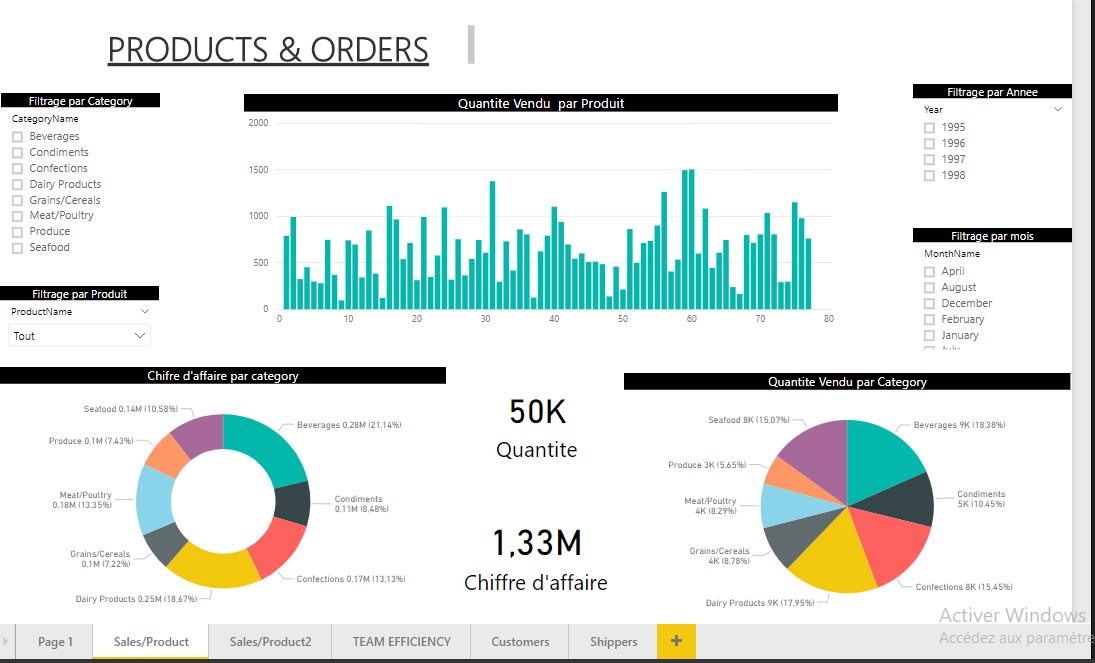 PRODUCTS & ORDERS
Filtrage par Category
CategoryName
Beverages
Condiments
Confections
Dairy Products
Grains/Cereals
Meat/Poultry
Produce
Seafood
Filtrage par Produit
ProductName
Tout
Quantite Vendu par Produit
2000
1500
1000
500
0
0 10 20 30 40 50 60 70 80
Filtrage par Annee
Year
1995
1996
1997
1998
Filtrage par mois
MonthName
April
August
December
February
January
Chifre d'affaire par category
Seafood 0,14M (10,58%)
Beverages 0,28M (21,14%)
Produce 0,1M (7,43%)
Meat/Poultry
0,18M (13,35%)
Condiments
0,11M (8,48%)
Grains/Cereals
0,1M (7,22%)
Confections 0,17M (13,13%)
Dairy Products 0,25M (18,67%)
50K
Quantite
1,33M
Chiffre d'affaire
Quantite Vendu par Category
Seafood 8K (15,07%)
Beverages 9K (18,38%)
Produce 3K (5,65%)
Meat/Poultry
4K (8,29%)
Condiments
5K (10,45%)
Grains/Cereals
4K (8,78%)
Confections 8K (15,45%)
Dairy Products 9K (17,95%)
Activer Windows
Accédez aux paramètre
Page 1
Sales/Product
Sales/Product2
TEAM EFFICIENCY
Customers
Shippers
+